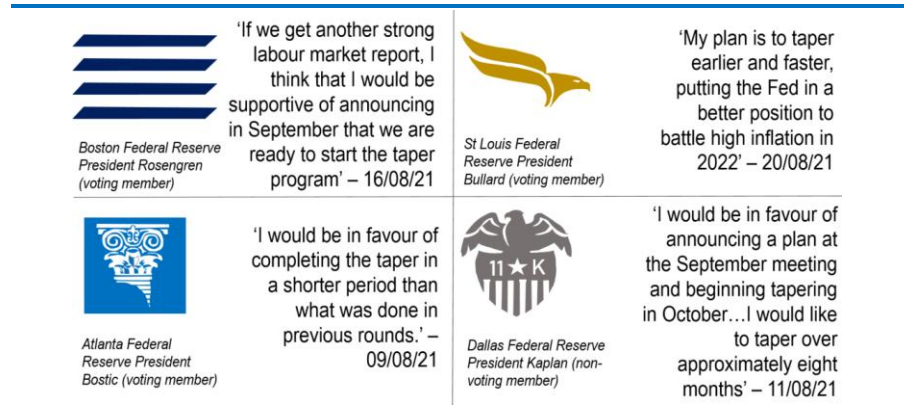 ‘If we get another strong
labour market report, I
think that I would be
supportive of announcing
in September that we are
ready to start the taper
program’ – 16/08/21
Boston Federal Reserve
President Rosengren
(voting member)
‘My plan is to taper
earlier and faster,
putting the Fed in a
better position to
battle high inflation in
2022’ – 20/08/21
St Louis Federal
Reserve President
Bullard (voting member)
‘I would be in favour of
completing the taper in
a shorter period than
what was done in
previous rounds.’ –
09/08/21
Atlanta Federal
Reserve President
Bostic (voting member)
‘I would be in favour of
announcing a plan at
the September meeting
and beginning tapering
in October…I would like
to taper over
approximately eight
months’ – 11/08/21
11 ★ K
Dallas Federal Reserve
President Kaplan (non-
voting member)